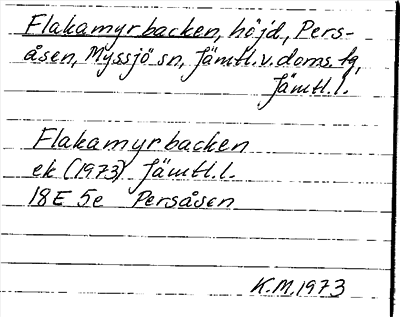 Flakamyrbacken, höjd, Pers-
åsen, Myssjö sn, Jämtl.v.doms.tg,
Jämtl.l.
Flakamyrbacken
ek (1973) Jämtl.l.
18E 5e Persåsen
K.M.1973